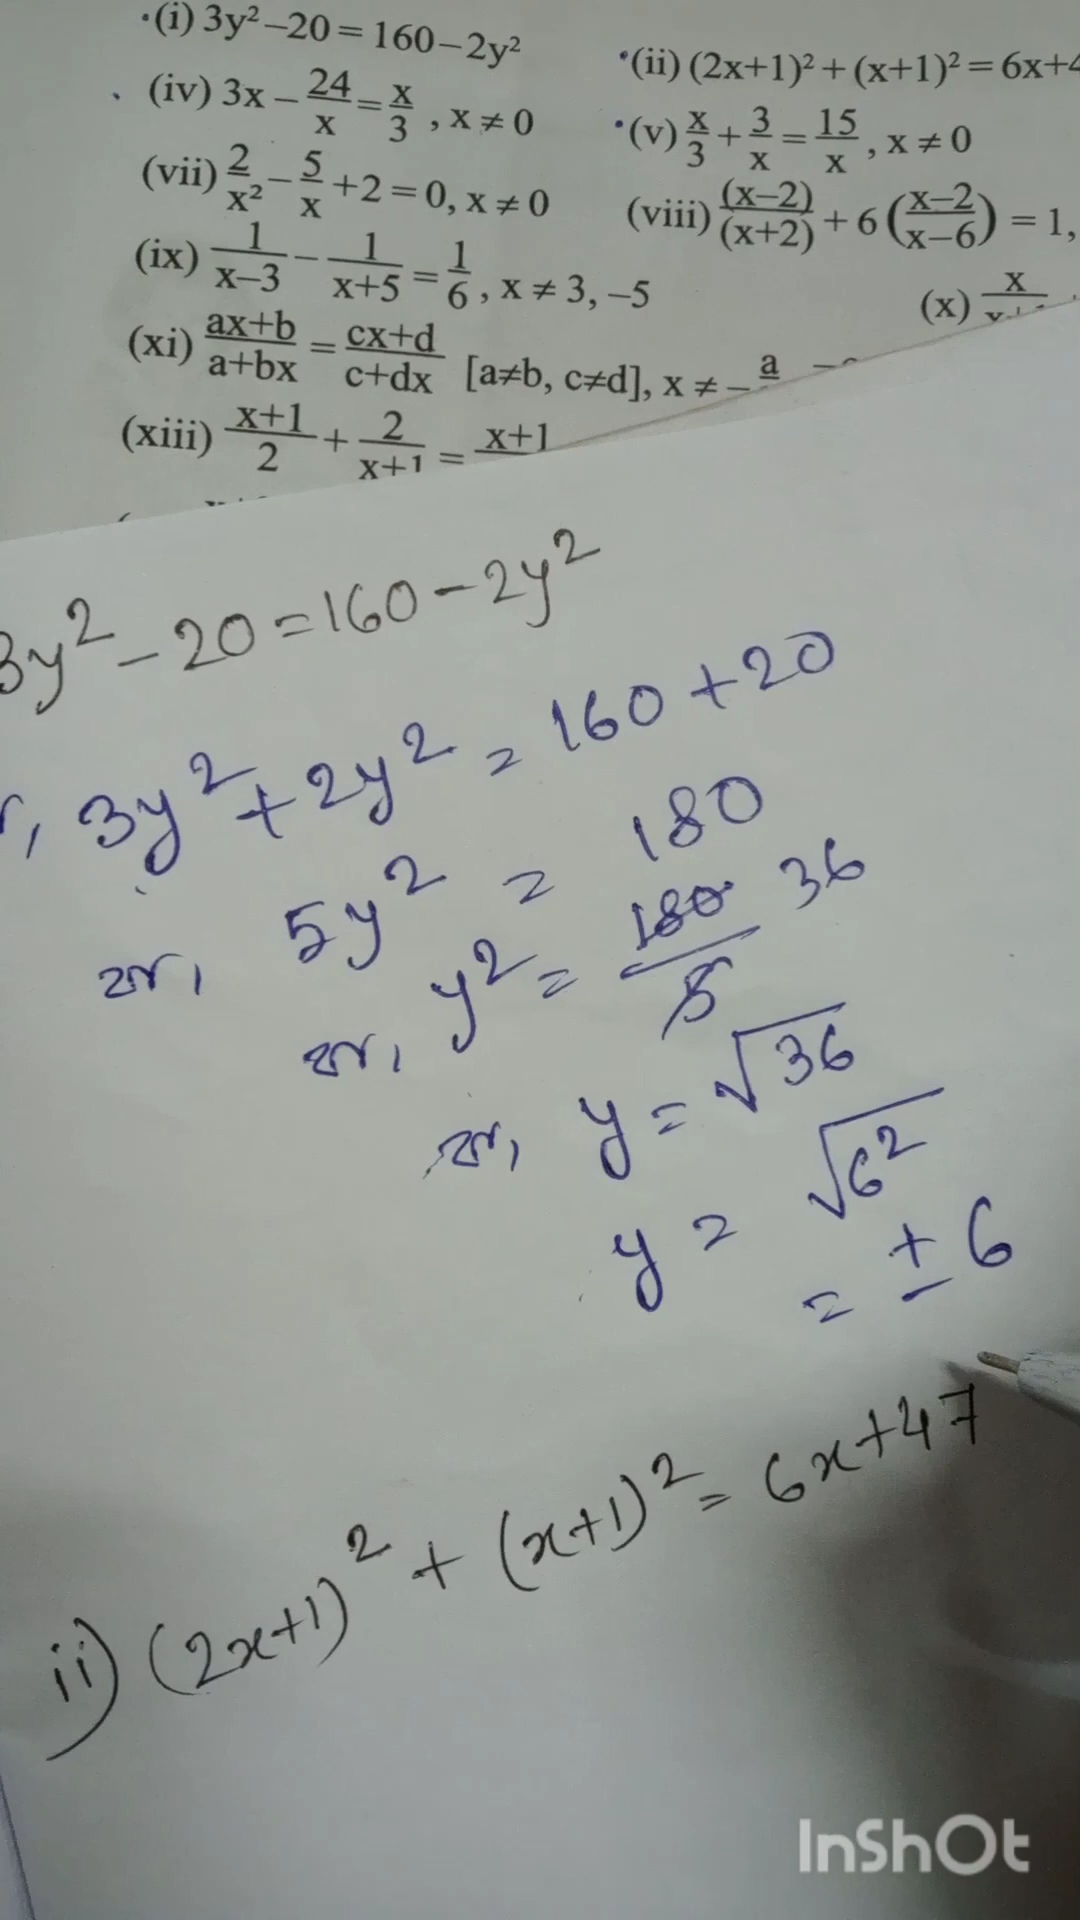 (i) 3y²–20 = 160–2y²
(ii) (2x+1)² + (x+1)² = 6x+4
(iv) 3x – 24/x = x/3 , x ≠ 0
(v) x/3 + 3/x = 15/x , x ≠ 0
(vii) 2/x² – 5/x + 2 = 0, x ≠ 0
(viii) (x–2)/(x+2) + 6 (x–2/x–6) = 1,
(ix) 1/x–3 – 1/x+5 = 1/6 , x ≠ 3, –5
(x) x
(xi) ax+b/a+bx = cx+d/c+dx [a≠b, c≠d], x ≠ – a
(xiii) x+1/2 + 2/x+1 = x+1
3y² – 20 = 160 – 2y²
3y² + 2y² = 160 + 20
বা, 5y² = 180
বা, y² = 180/5 36
বা, y = √36
y = √6²
= ± 6
ii) (2x+1)² + (x+1)² = 6x+47
InShOt